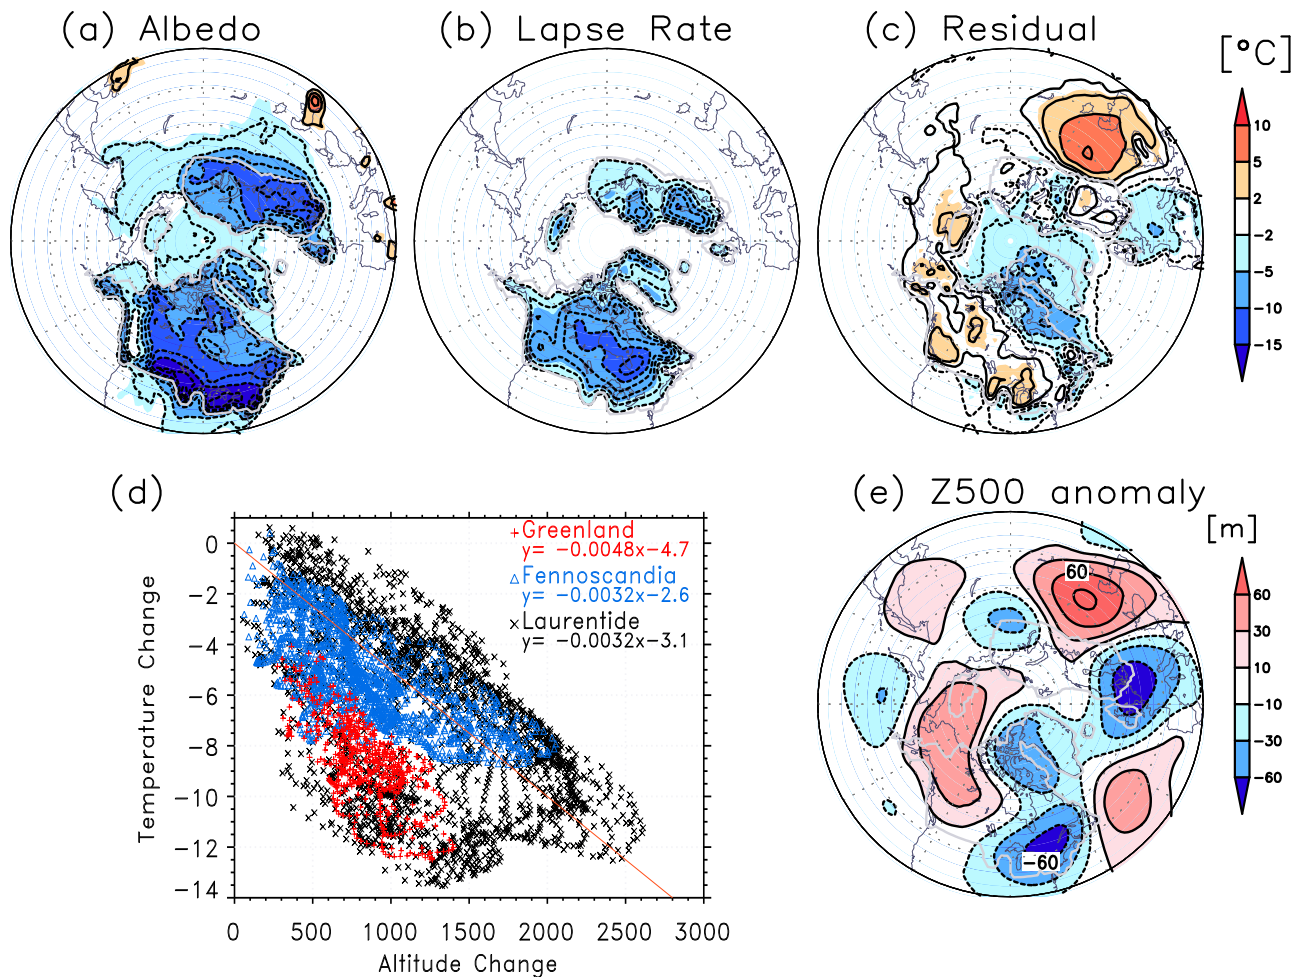 (a) Albedo
(b) Lapse Rate
(c) Residual
[°C]
10
5
2
−2
−5
−10
−15
(d)
+Greenland
y= −0.0048x−4.7
△Fennoscandia
y= −0.0032x−2.6
×Laurentide
y= −0.0032x−3.1
Temperature Change
0
−2
−4
−6
−8
−10
−12
−14
0 500 1000 1500 2000 2500 3000
Altitude Change
(e) Z500 anomaly
[m]
60
−60
60
30
10
−10
−30
−60